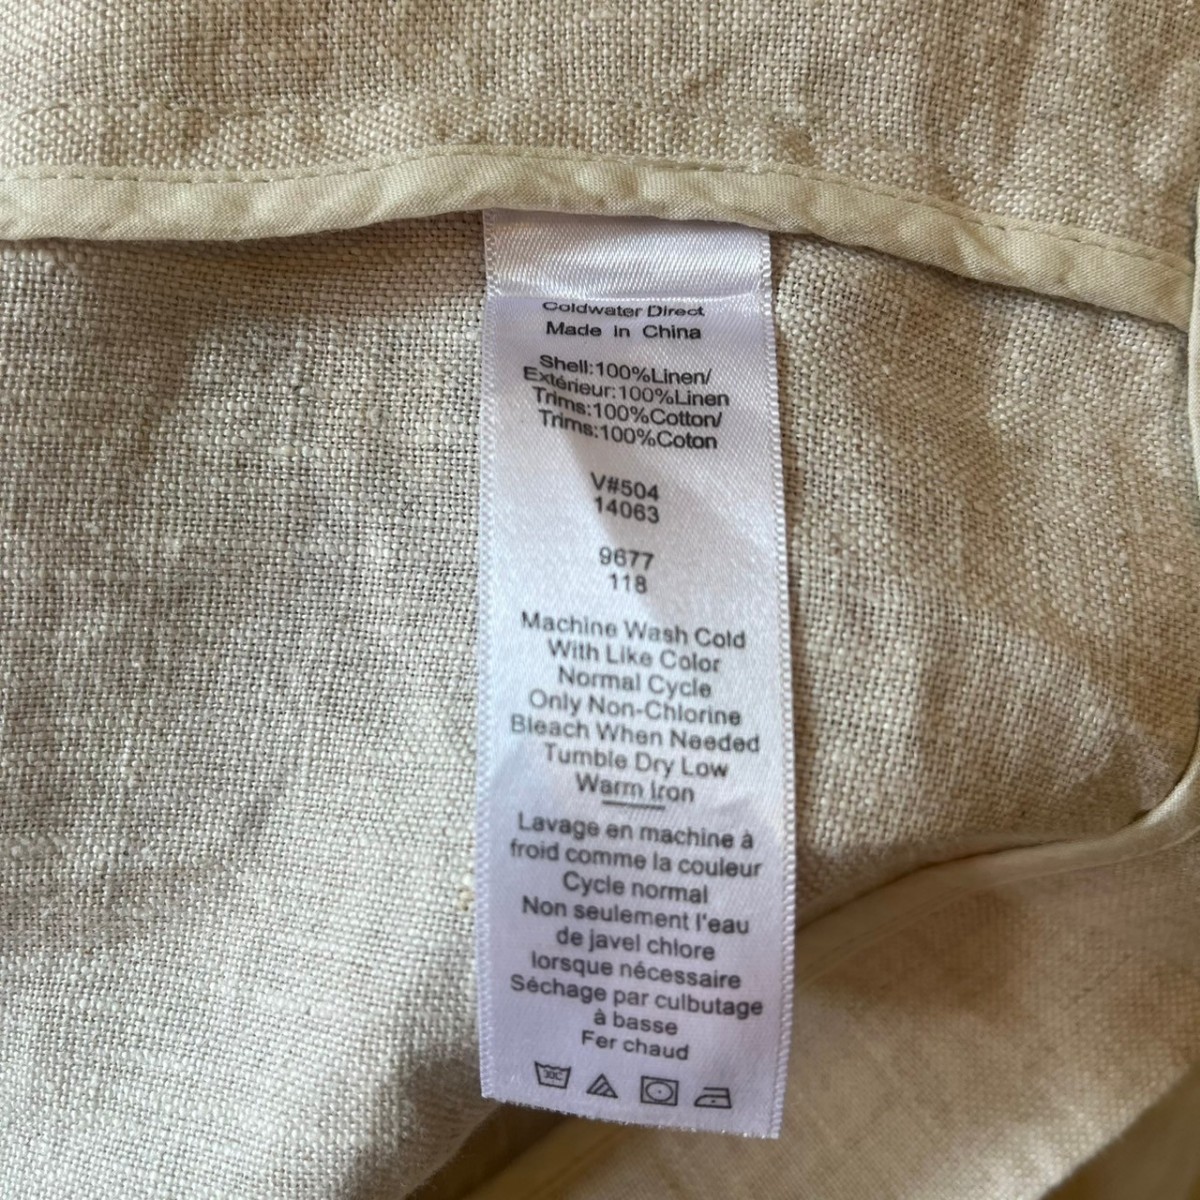 Coldwater Direct
Made in China
Shell:100%Linen/
Extérieur:100%Linen
Trims:100%Cotton/
Trims:100%Coton
V#504
14063
9677
118
Machine Wash Cold
With Like Color
Normal Cycle
Only Non-Chlorine
Bleach When Needed
Tumble Dry Low
Warm Iron
Lavage en machine à
froid comme la couleur
Cycle normal
Non seulement l'eau
de javel chlore
lorsque nécessaire
Séchage par culbutage
à basse
Fer chaud